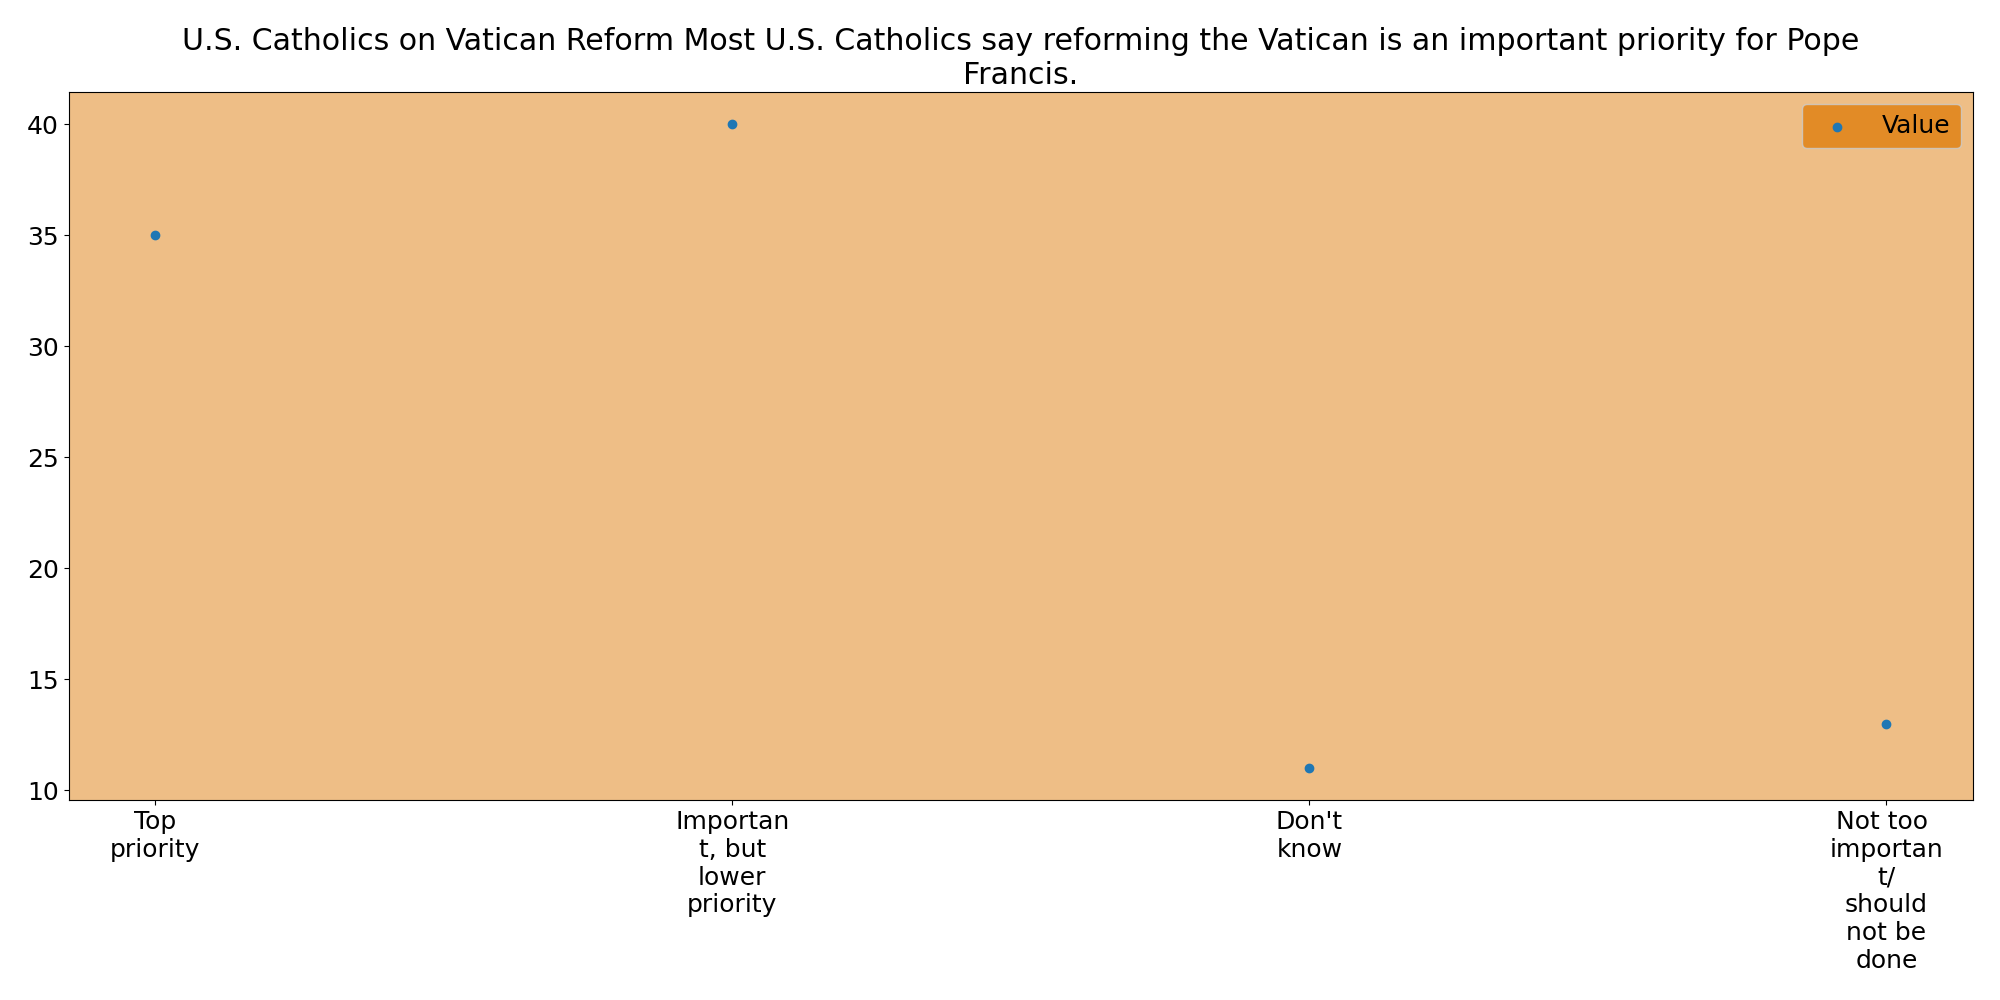 U.S. Catholics on Vatican Reform Most U.S. Catholics say reforming the Vatican is an important priority for Pope
Francis.
Value
40
35
30
25
20
15
10
Top
priority
Importan
t, but
lower
priority
Don't
know
Not too
importan
t/
should
not be
done